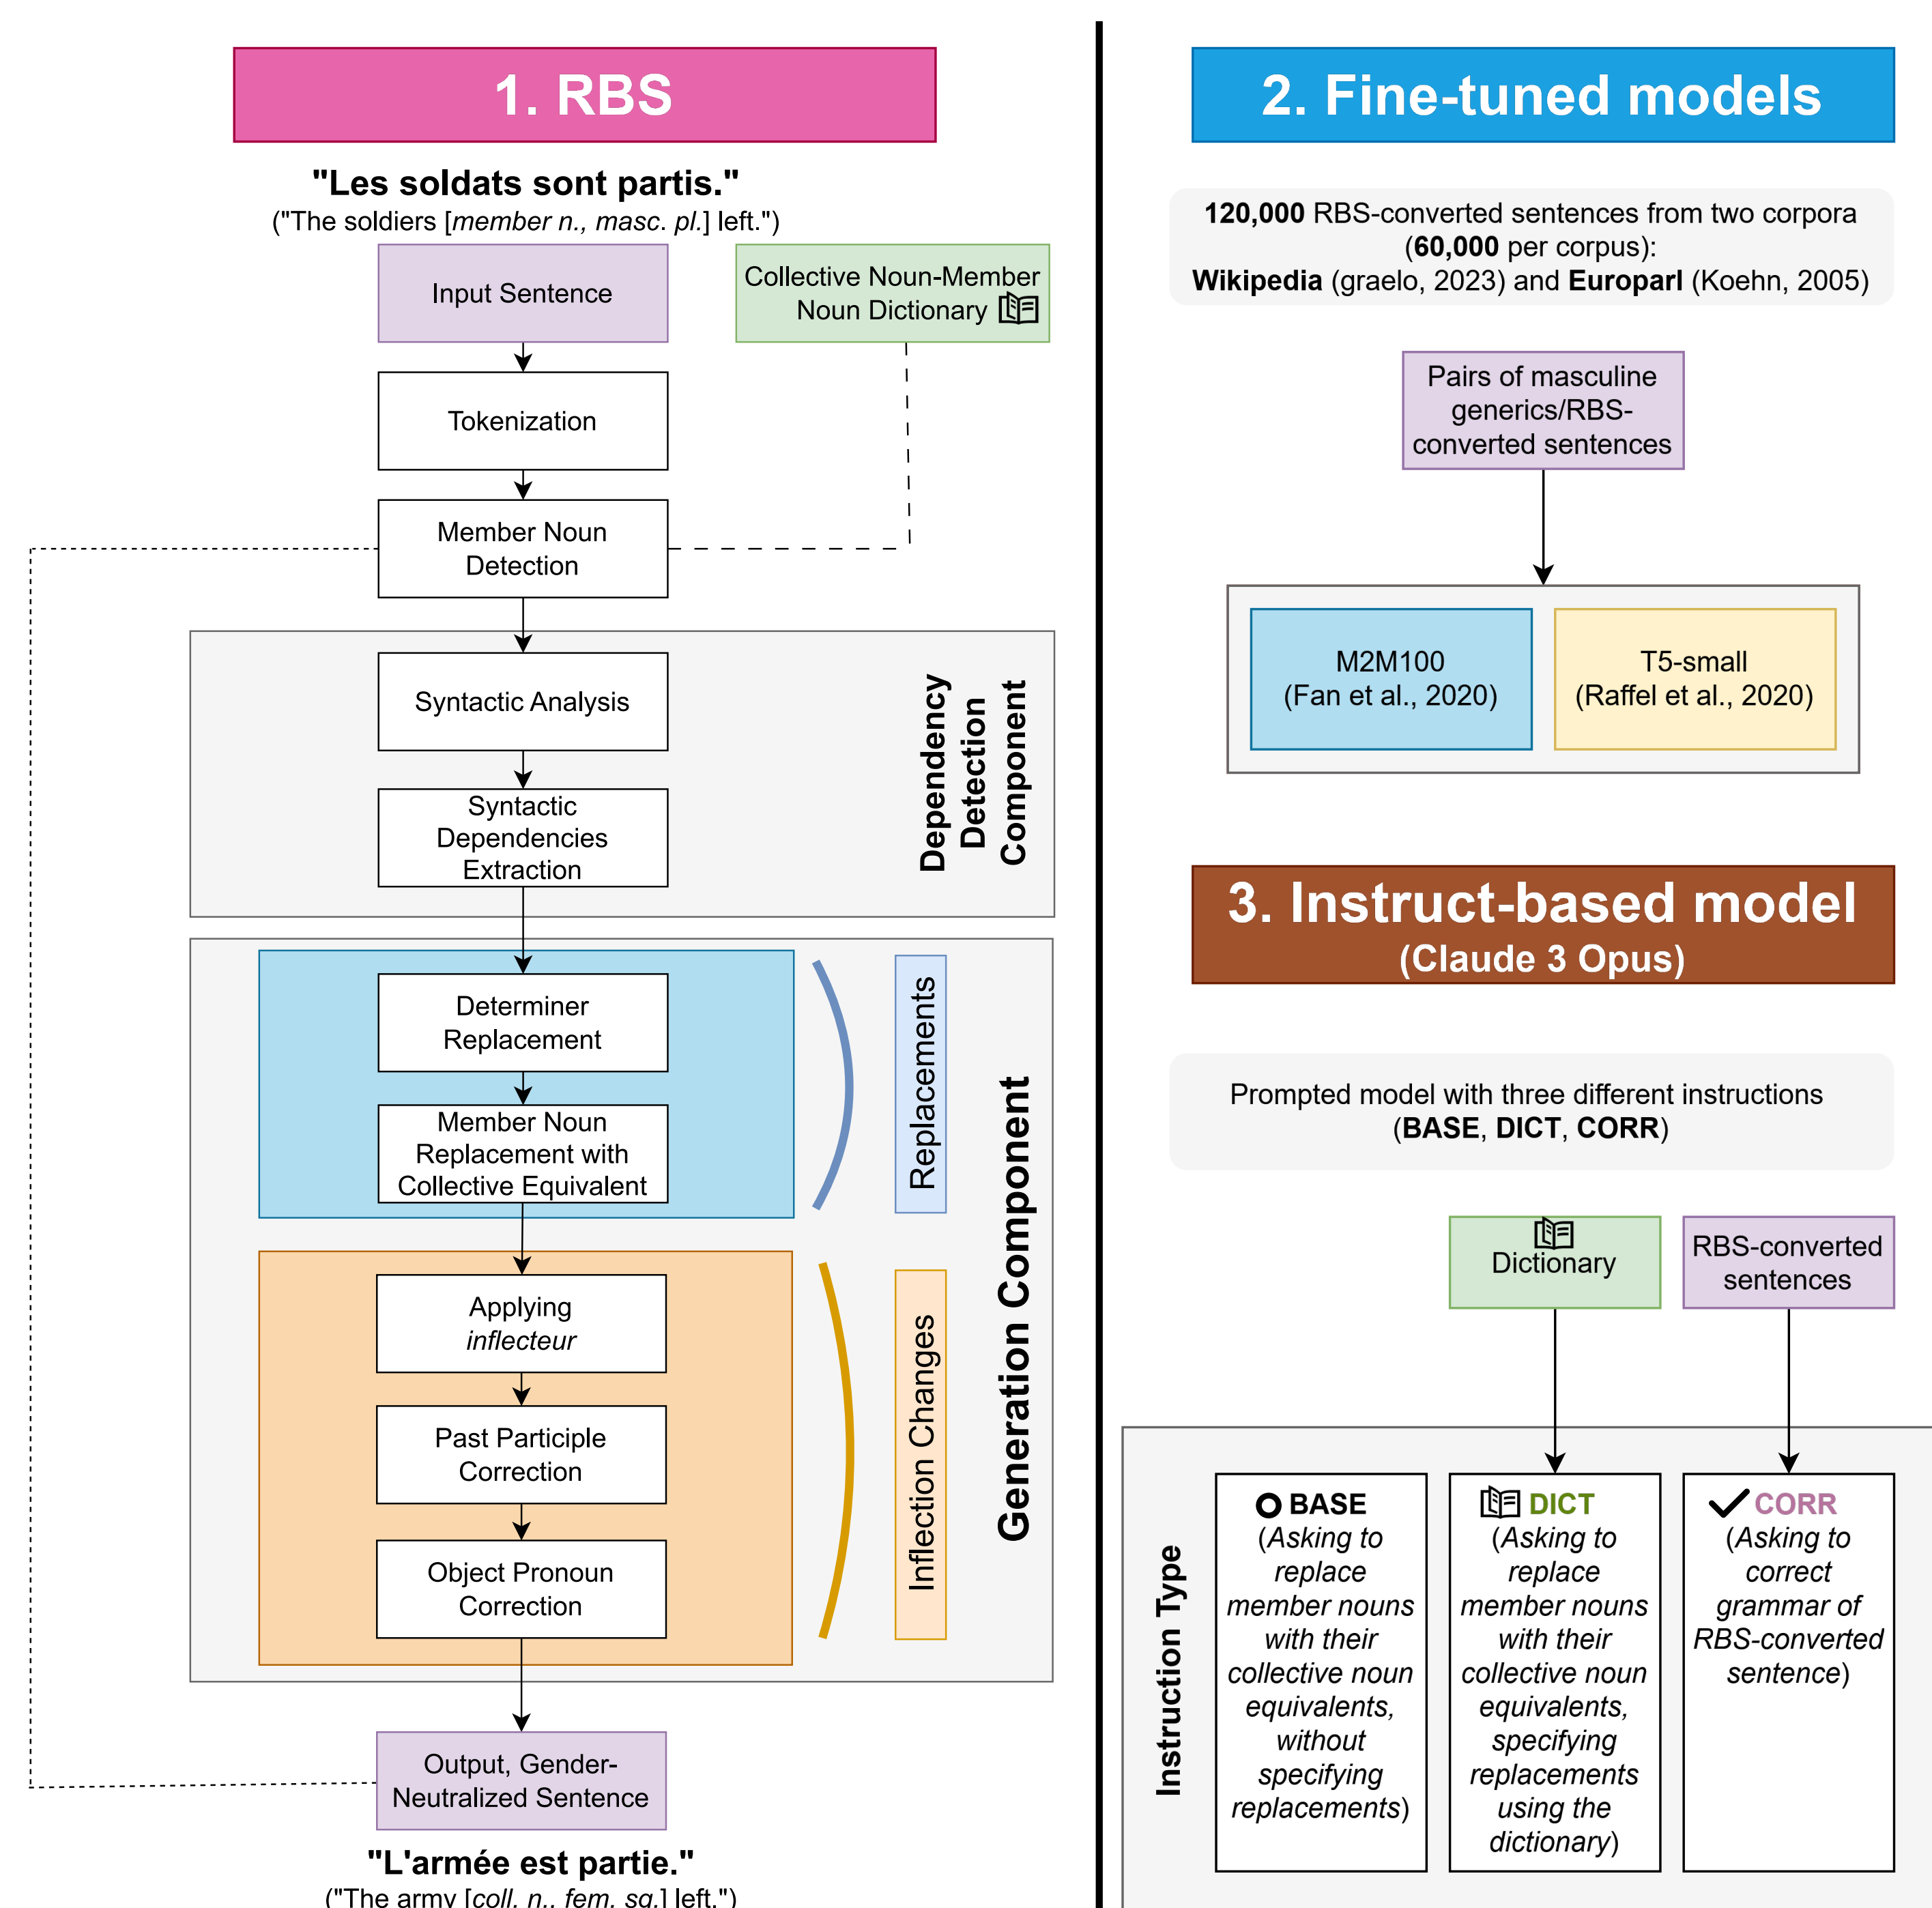 1. RBS
"Les soldats sont partis."
("The soldiers [member n., masc. pl.] left.")
Input Sentence
Collective Noun-Member
Noun Dictionary
Tokenization
Member Noun
Detection
Syntactic Analysis
Syntactic
Dependencies
Extraction
Dependency
Detection
Component
Determiner
Replacement
Member Noun
Replacement with
Collective Equivalent
Replacements
Applying
inflecteur
Past Participle
Correction
Object Pronoun
Correction
Inflection Changes
Generation Component
Output, Gender-
Neutralized Sentence
"L'armée est partie."
("The army [coll. n., fem. sg.] left.")
2. Fine-tuned models
120,000 RBS-converted sentences from two corpora
(60,000 per corpus):
Wikipedia (graelo, 2023) and Europarl (Koehn, 2005)
Pairs of masculine
generics/RBS-
converted sentences
M2M100
(Fan et al., 2020)
T5-small
(Raffel et al., 2020)
3. Instruct-based model
(Claude 3 Opus)
Prompted model with three different instructions
(BASE, DICT, CORR)
Dictionary
RBS-converted
sentences
Instruction Type
BASE
(Asking to
replace
member nouns
with their
collective noun
equivalents,
without
specifying
replacements)
DICT
(Asking to
replace
member nouns
with their
collective noun
equivalents,
specifying
replacements
using the
dictionary)
CORR
(Asking to
correct
grammar of
RBS-converted
sentence)